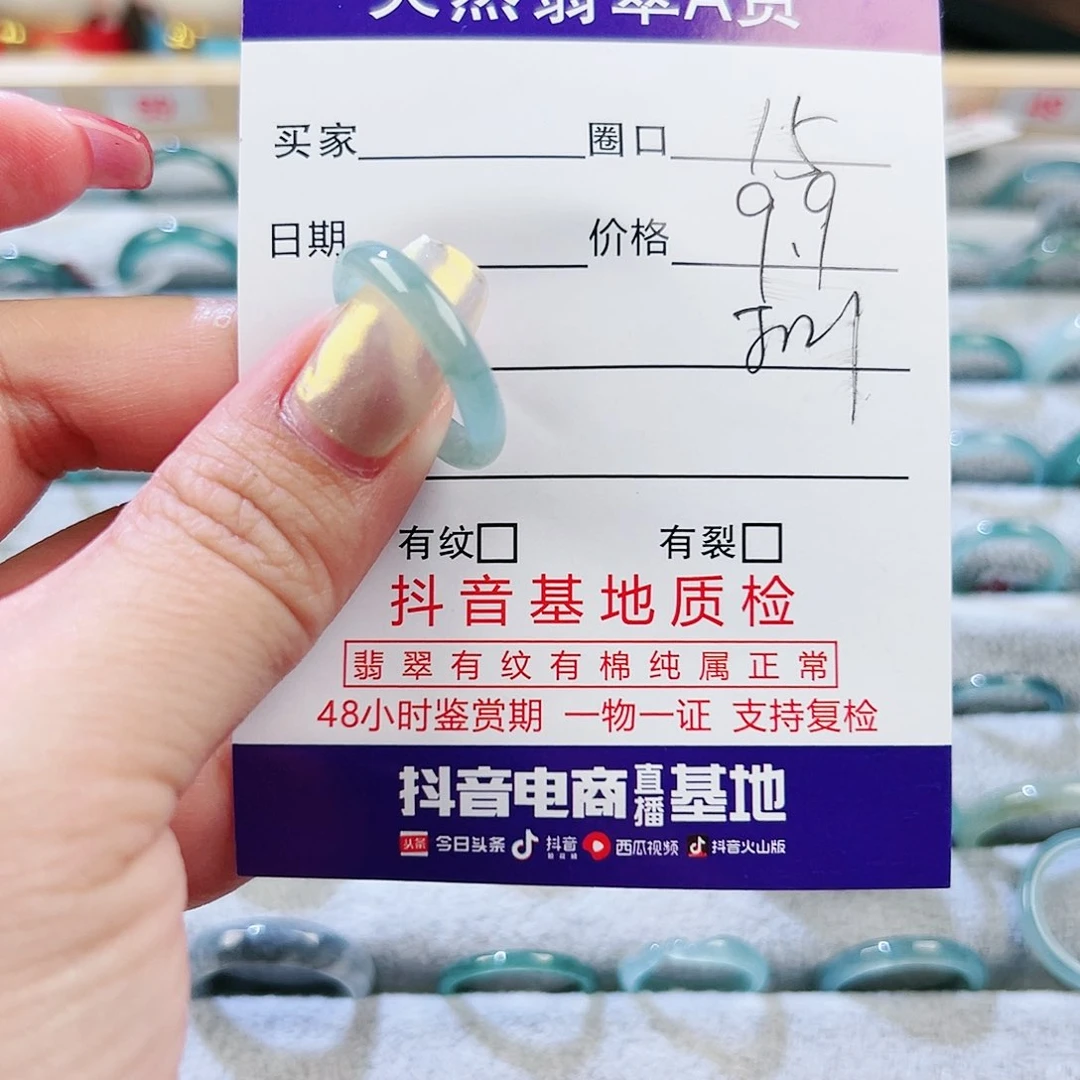 天然翡翠A货
买家 圈口 15
日期 价格 9.9
有纹 有裂
抖音基地质检
翡翠有纹有棉纯属正常
48小时鉴赏期 一物一证 支持复检
抖音电商直播基地
头条 今日头条 抖音 西瓜视频 抖音火山版